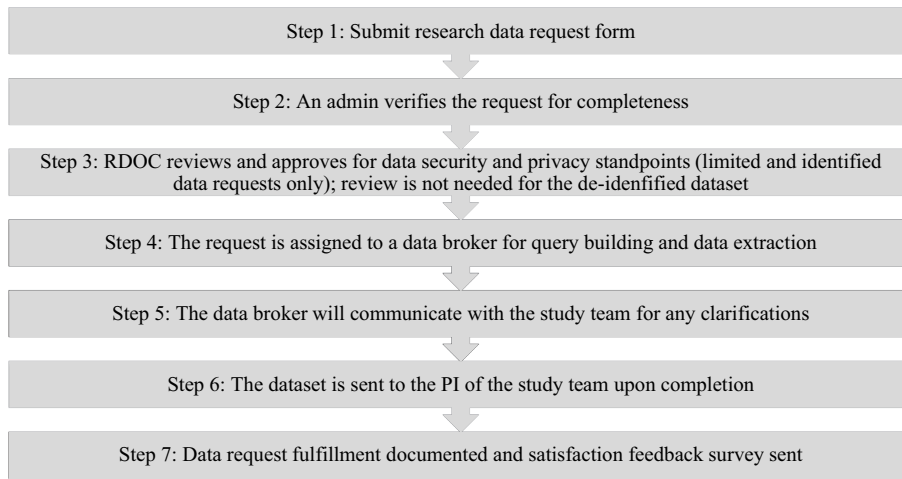 Step 1: Submit research data request form
Step 2: An admin verifies the request for completeness
Step 3: RDOC reviews and approves for data security and privacy standpoints (limited and identified
data requests only); review is not needed for the de-idenfified dataset
Step 4: The request is assigned to a data broker for query building and data extraction
Step 5: The data broker will communicate with the study team for any clarifications
Step 6: The dataset is sent to the PI of the study team upon completion
Step 7: Data request fulfillment documented and satisfaction feedback survey sent